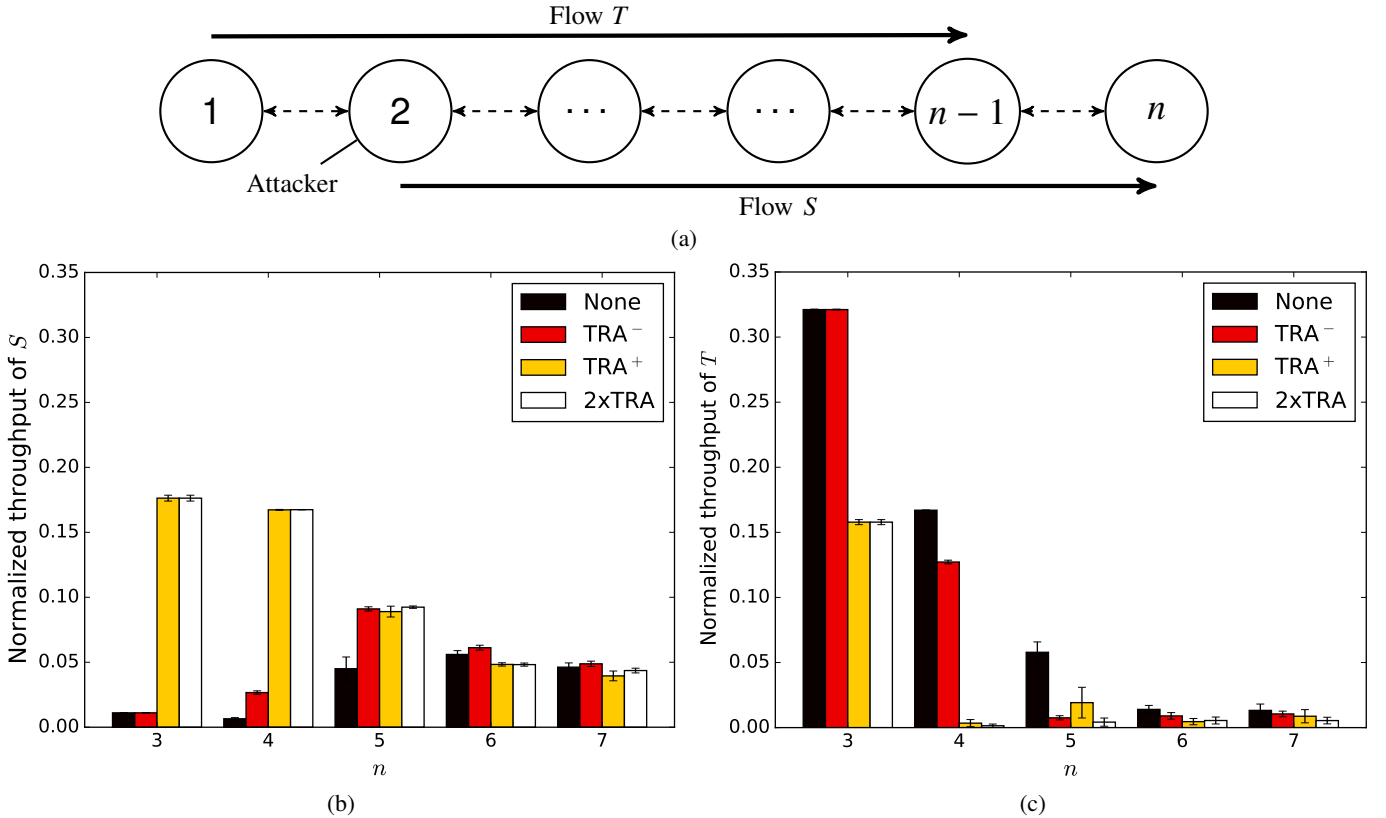 Flow T
1 2 ··· ··· n − 1 n
Attacker
Flow S
(a)
Normalized throughput of S
0.35
0.30
0.25
0.20
0.15
0.10
0.05
0.00
None
TRA⁻
TRA⁺
2xTRA
3 4 5 6 7
n
(b)
Normalized throughput of T
0.35
0.30
0.25
0.20
0.15
0.10
0.05
0.00
None
TRA⁻
TRA⁺
2xTRA
3 4 5 6 7
n
(c)